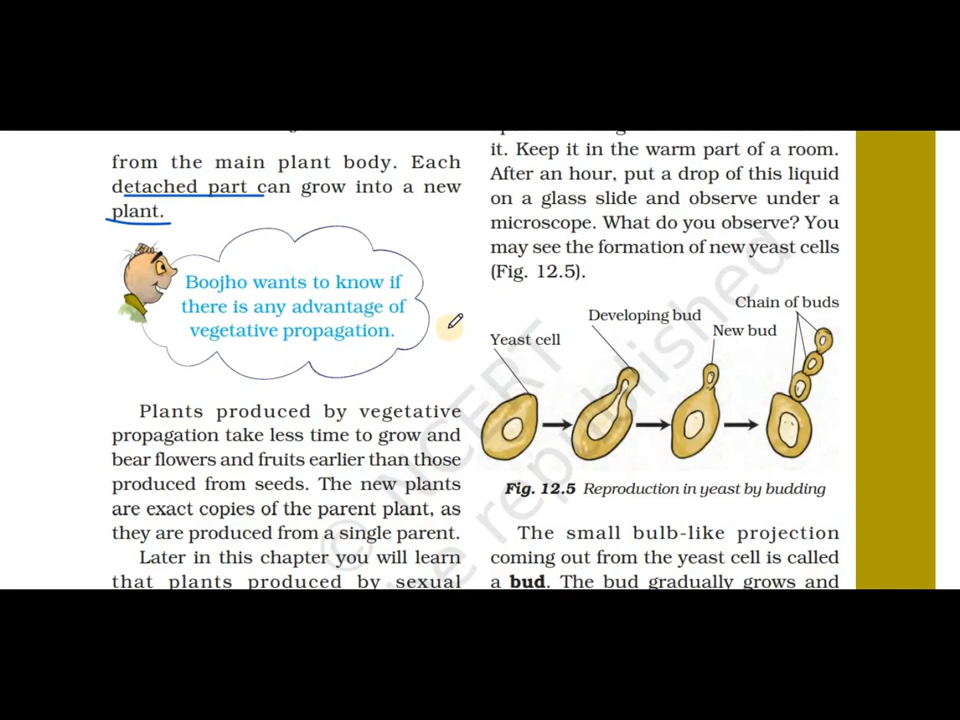 from the main plant body. Each
detached part can grow into a new
plant.
Boojho wants to know if
there is any advantage of
vegetative propagation.
Plants produced by vegetative
propagation take less time to grow and
bear flowers and fruits earlier than those
produced from seeds. The new plants
are exact copies of the parent plant, as
they are produced from a single parent.
Later in this chapter you will learn
that plants produced by sexual
it. Keep it in the warm part of a room.
After an hour, put a drop of this liquid
on a glass slide and observe under a
microscope. What do you observe? You
may see the formation of new yeast cells
(Fig. 12.5).
Chain of buds
Developing bud
New bud
Yeast cell
Fig. 12.5 Reproduction in yeast by budding
The small bulb-like projection
coming out from the yeast cell is called
a bud. The bud gradually grows and
© NCERT
be republished